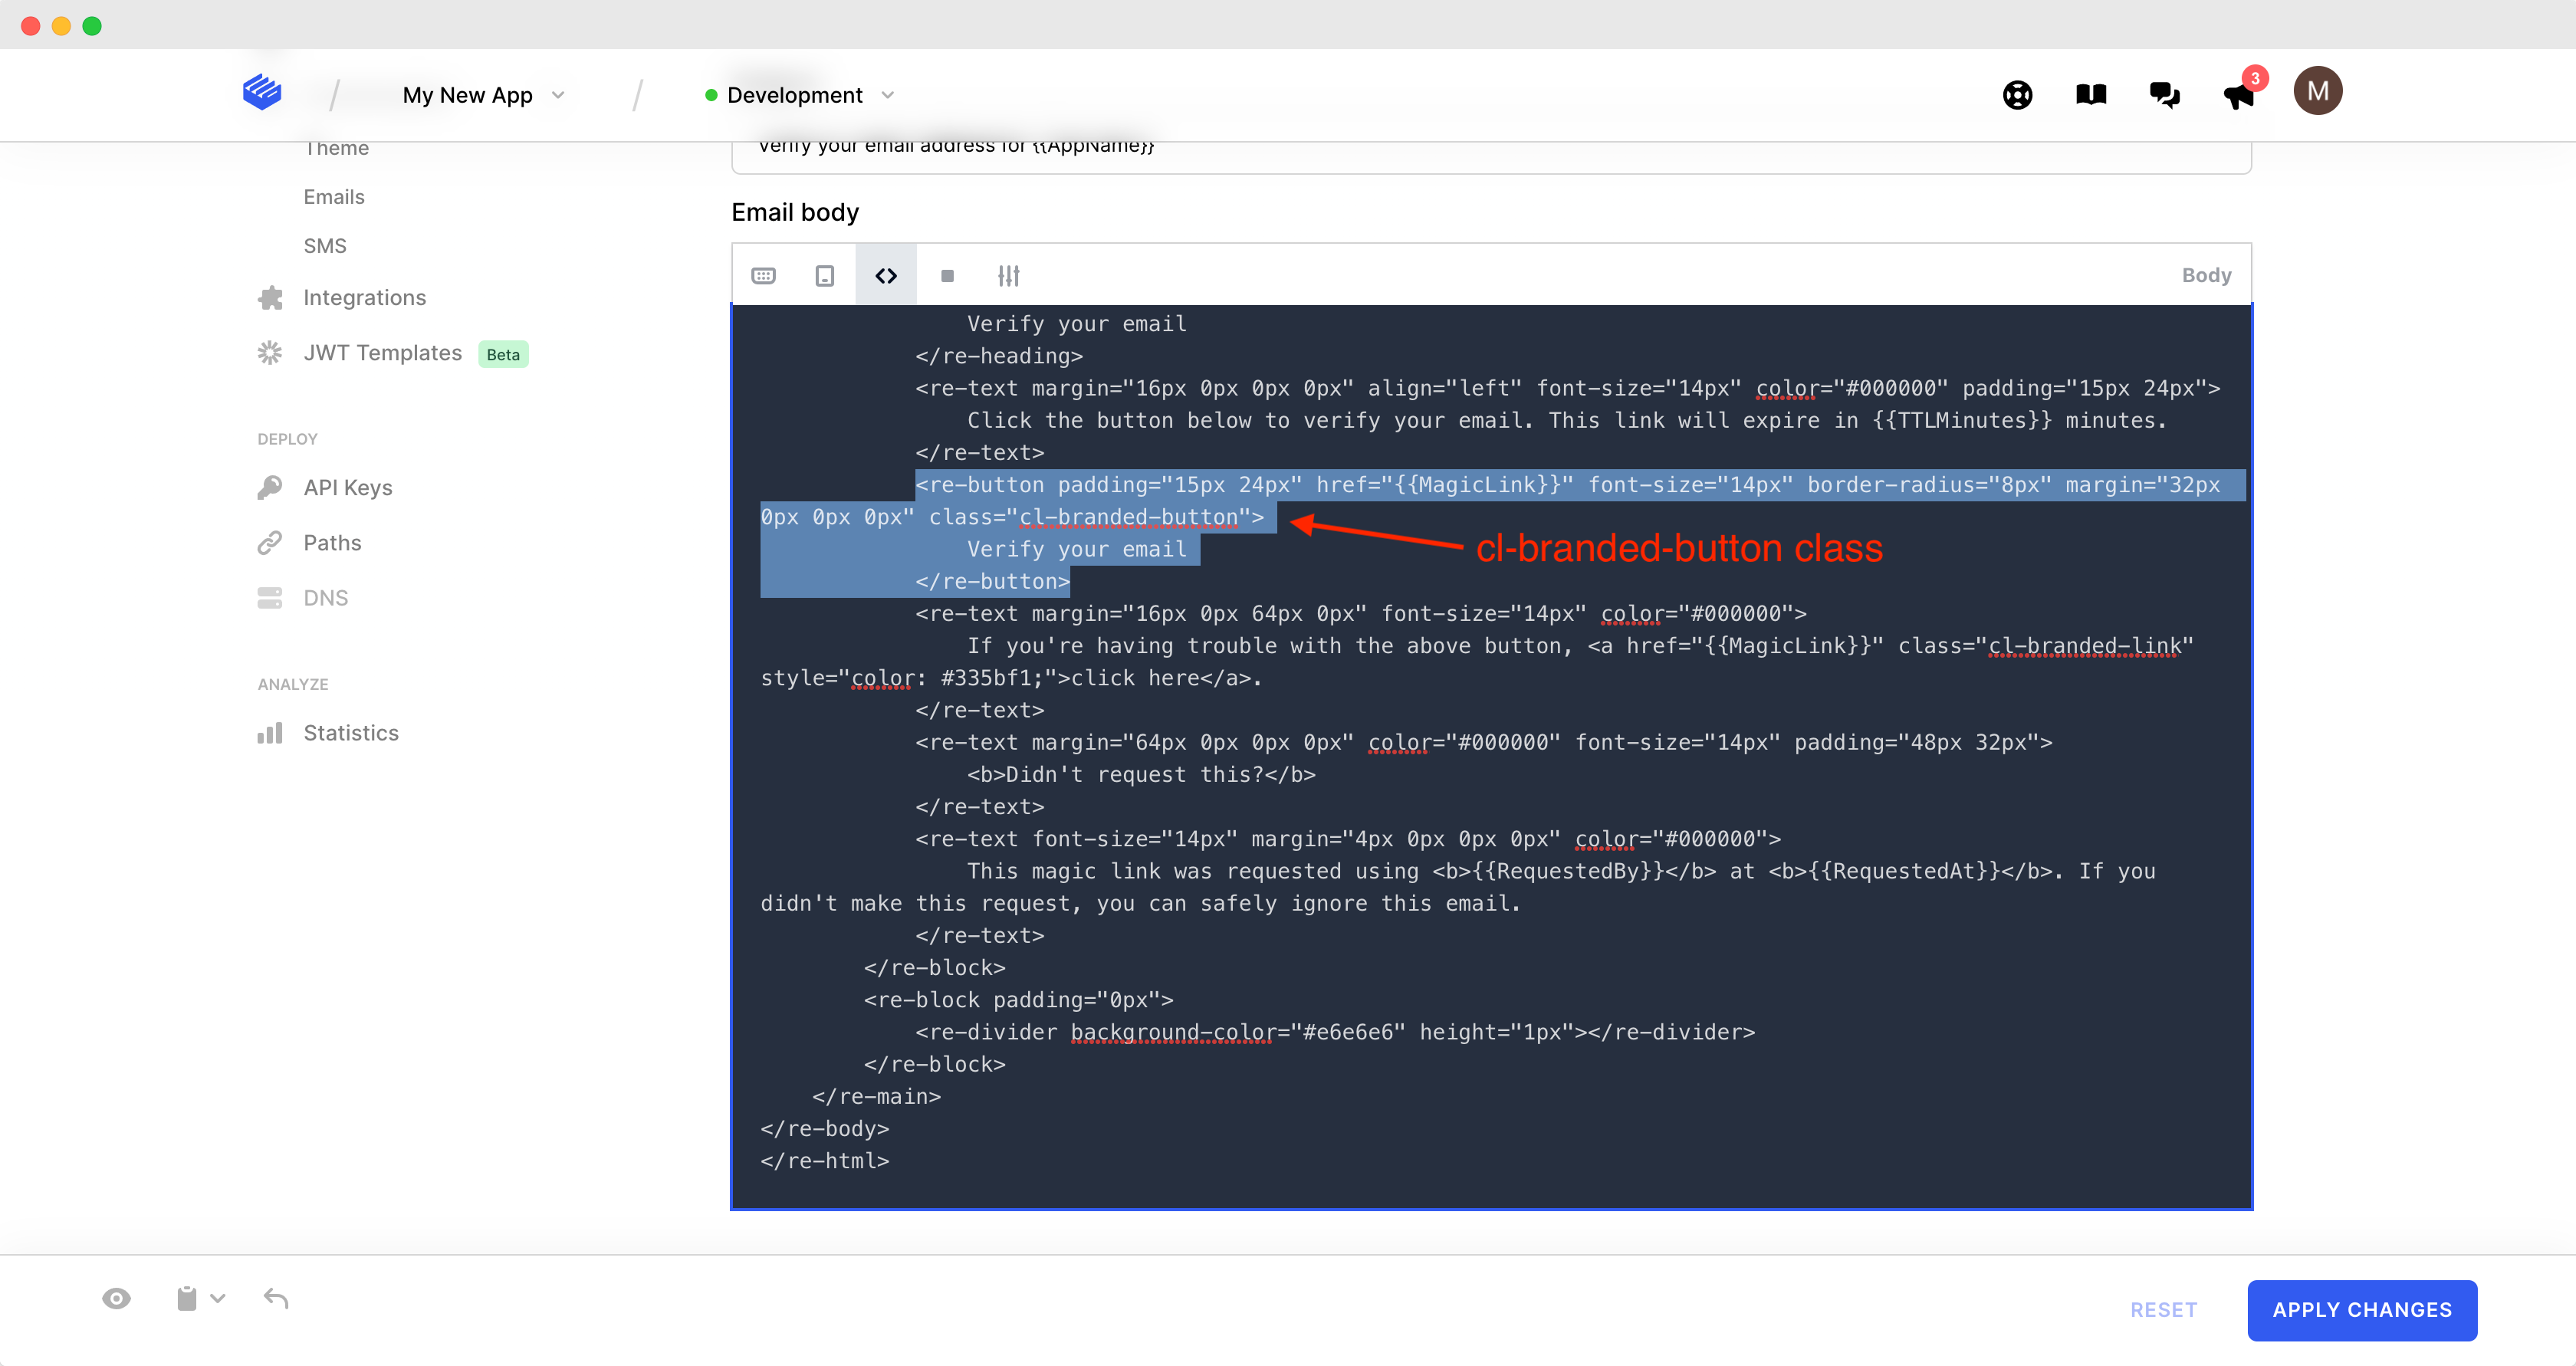 My New App
Development
3
M
Theme
Emails
SMS
Integrations
JWT Templates Beta
DEPLOY
API Keys
Paths
DNS
ANALYZE
Statistics
Verify your email address for {{AppName}}
Email body
Body
Verify your email
</re-heading>
<re-text margin="16px 0px 0px 0px" align="left" font-size="14px" color="#000000" padding="15px 24px">
Click the button below to verify your email. This link will expire in {{TTLMinutes}} minutes.
</re-text>
<re-button padding="15px 24px" href="{{MagicLink}}" font-size="14px" border-radius="8px" margin="32px
0px 0px 0px" class="cl-branded-button">
cl-branded-button class
Verify your email
</re-button>
<re-text margin="16px 0px 64px 0px" font-size="14px" color="#000000">
If you're having trouble with the above button, <a href="{{MagicLink}}" class="cl-branded-link"
style="color: #335bf1;">click here</a>.
</re-text>
<re-text margin="64px 0px 0px 0px" color="#000000" font-size="14px" padding="48px 32px">
<b>Didn't request this?</b>
</re-text>
<re-text font-size="14px" margin="4px 0px 0px 0px" color="#000000">
This magic link was requested using <b>{{RequestedBy}}</b> at <b>{{RequestedAt}}</b>. If you
didn't make this request, you can safely ignore this email.
</re-text>
</re-block>
<re-block padding="0px">
<re-divider background-color="#e6e6e6" height="1px"></re-divider>
</re-block>
</re-main>
</re-body>
</re-html>
RESET
APPLY CHANGES